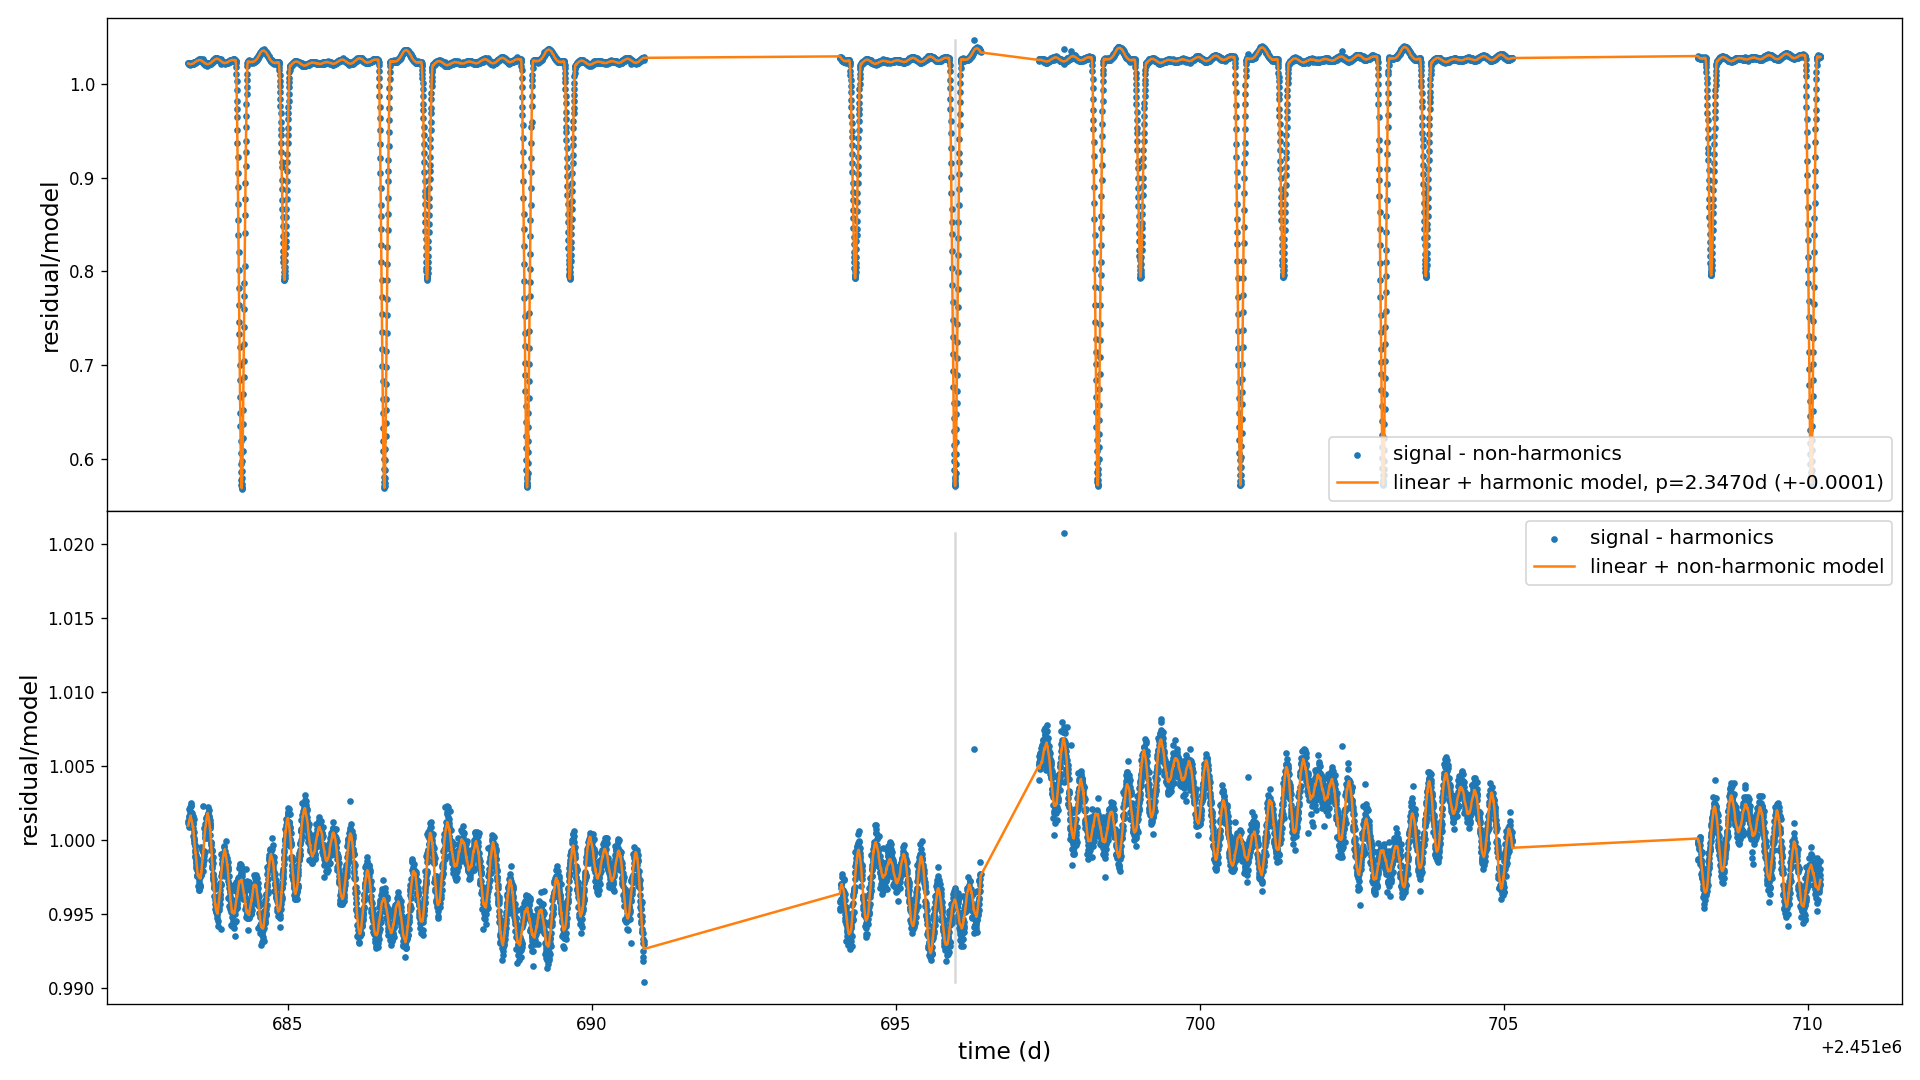 1.0
0.9
0.8
0.7
0.6
residual/model
signal - non-harmonics
linear + harmonic model, p=2.3470d (+-0.0001)
1.020
1.015
1.010
1.005
1.000
0.995
0.990
residual/model
signal - harmonics
linear + non-harmonic model
685
690
695
700
705
710
time (d)
+2.451e6